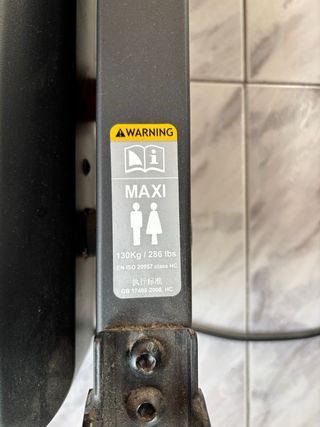 WARNING
MAXI
130Kg / 286 lbs
EN ISO 20957 class HC
执行标准
GB 17498-2008, HC